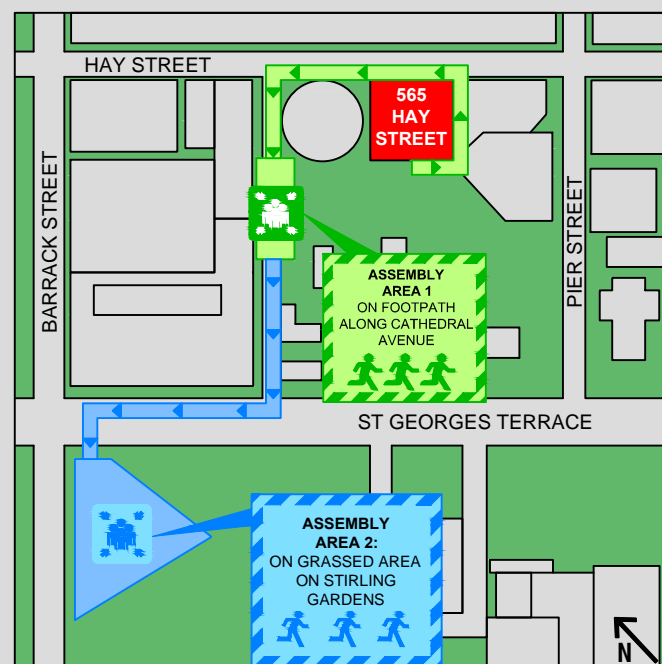 HAY STREET
565
HAY
STREET
BARRACK STREET
PIER STREET
ASSEMBLY
AREA 1
ON FOOTPATH
ALONG CATHEDRAL
AVENUE
ST GEORGES TERRACE
ASSEMBLY
AREA 2:
ON GRASSED AREA
ON STIRLING
GARDENS
N